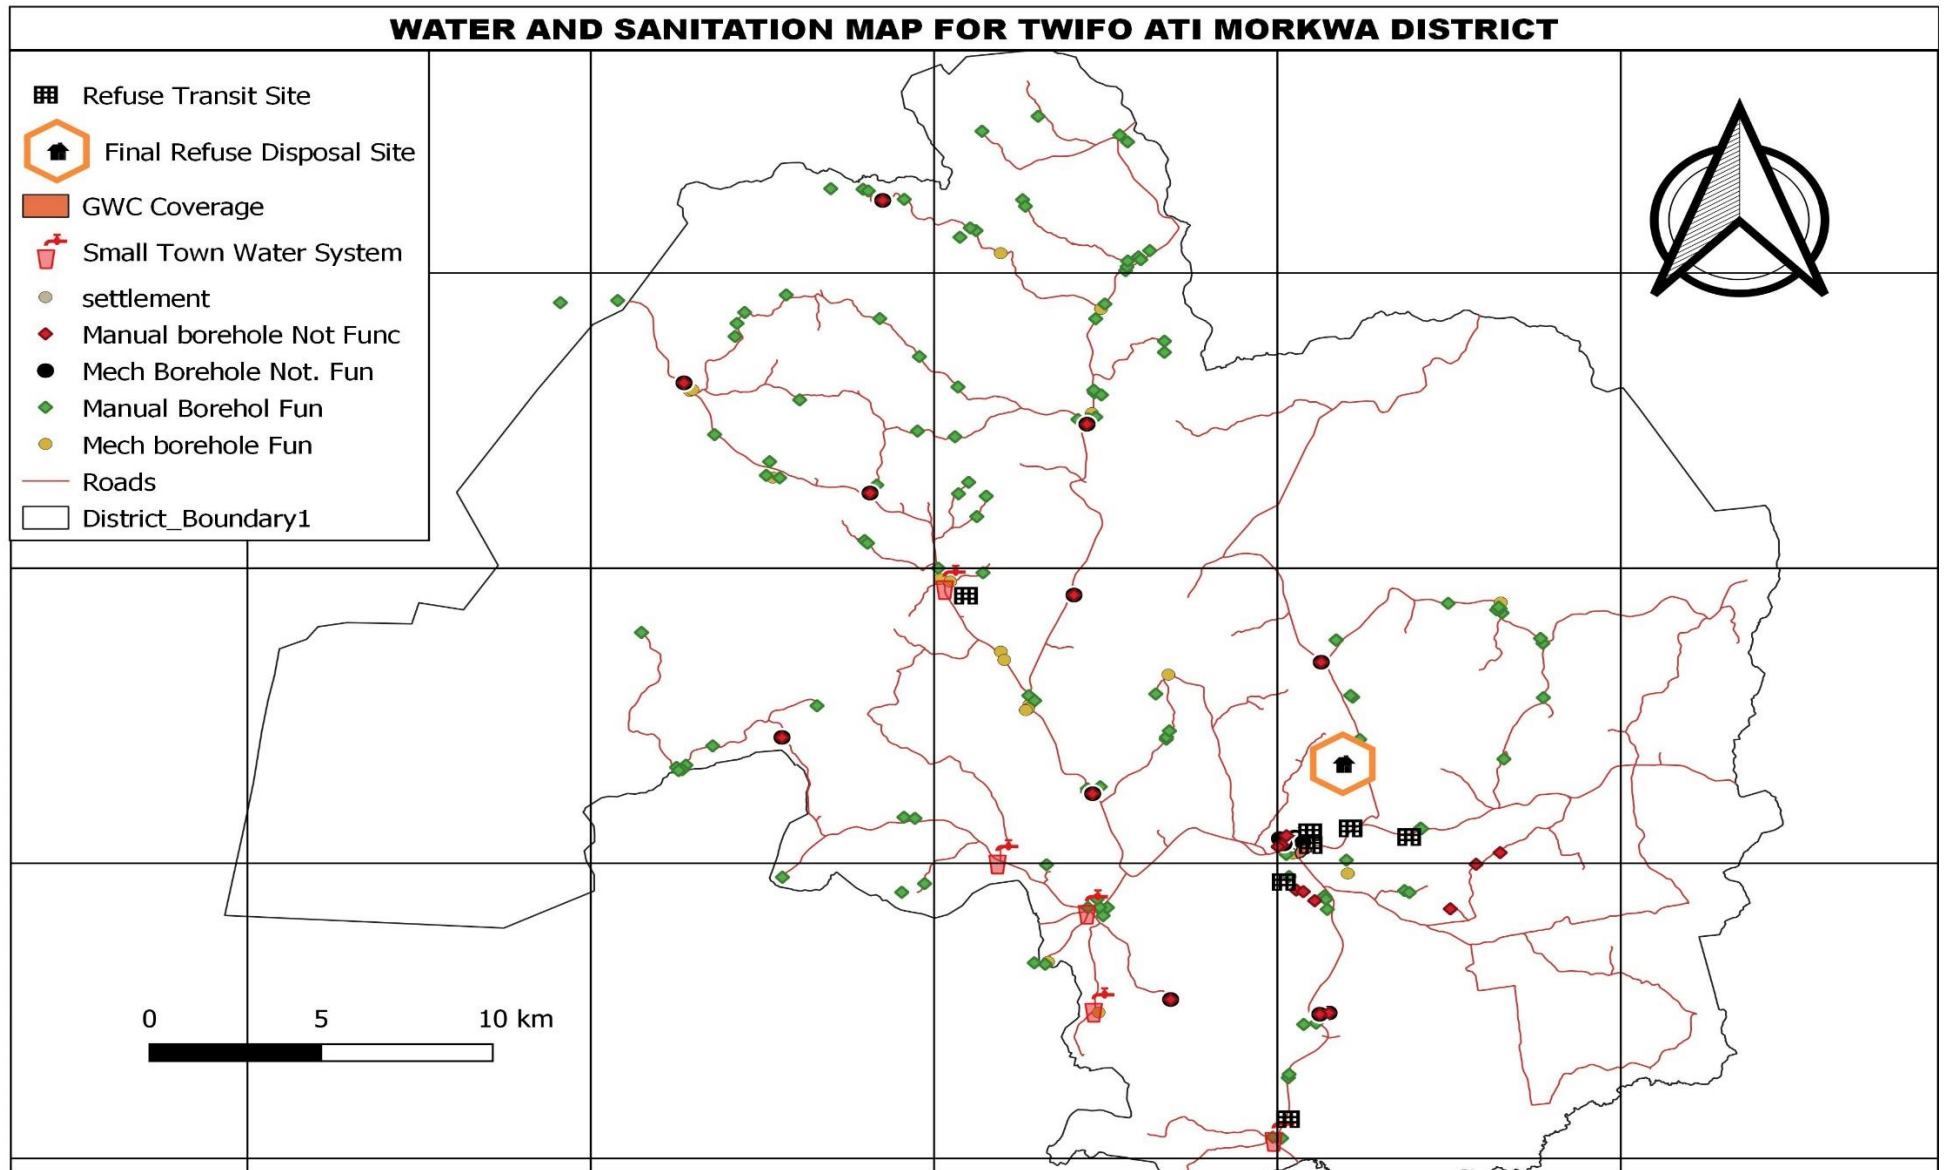 WATER AND SANITATION MAP FOR TWIFO ATI MORKWA DISTRICT
Refuse Transit Site
Final Refuse Disposal Site
GWC Coverage
Small Town Water System
settlement
Manual borehole Not Func
Mech Borehole Not. Fun
Manual Borehol Fun
Mech borehole Fun
Roads
District_Boundary1
0 5 10 km